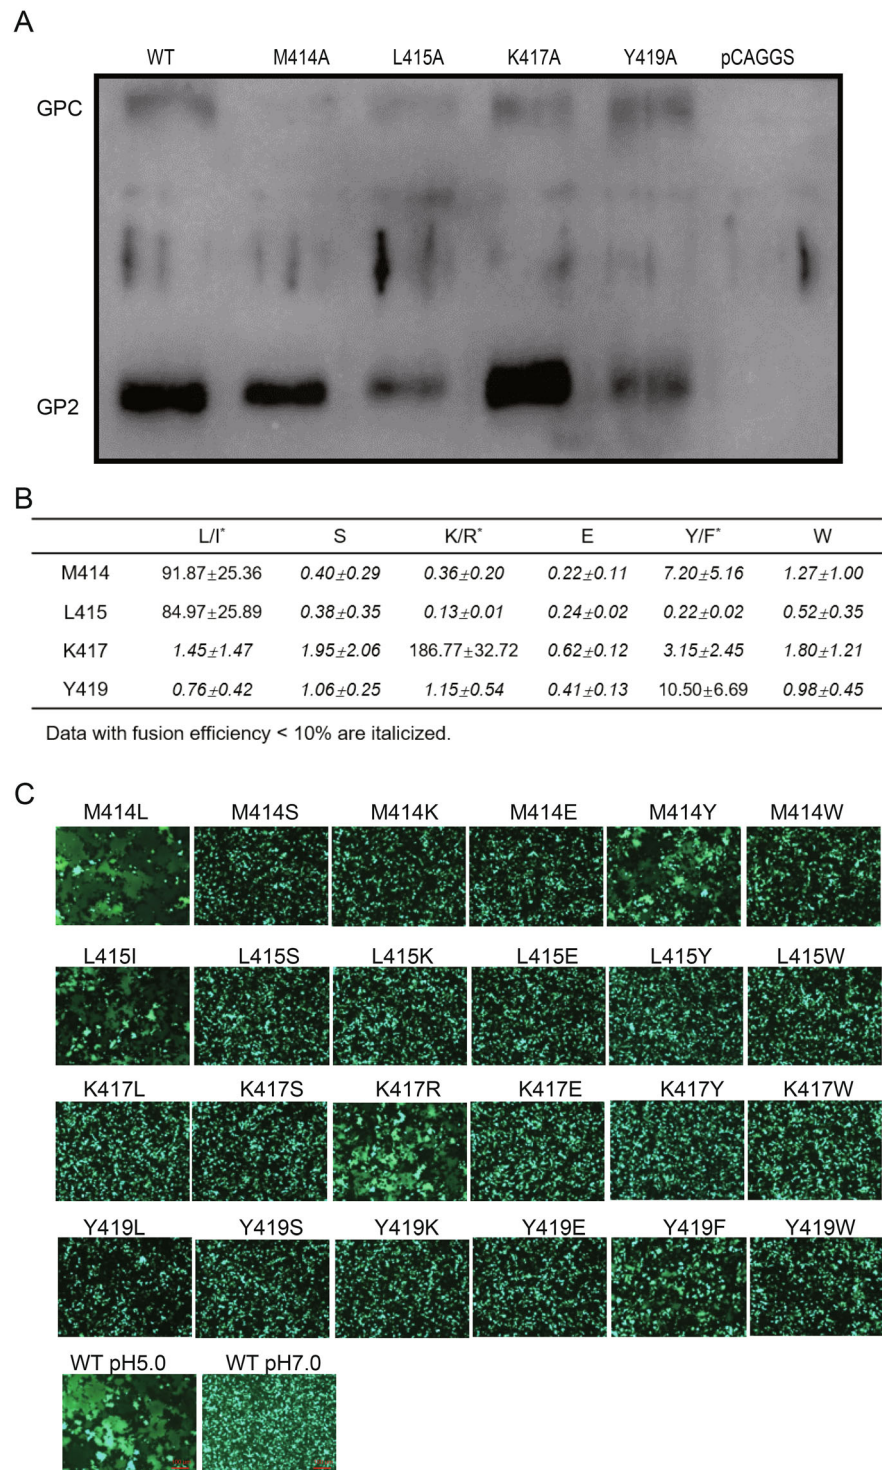 A
WT M414A L415A K417A Y419A pCAGGS
GPC
GP2
B
L/I* S K/R* E Y/F* W
M414 91.87±25.36 0.40±0.29 0.36±0.20 0.22±0.11 7.20±5.16 1.27±1.00
L415 84.97±25.89 0.38±0.35 0.13±0.01 0.24±0.02 0.22±0.02 0.52±0.35
K417 1.45±1.47 1.95±2.06 186.77±32.72 0.62±0.12 3.15±2.45 1.80±1.21
Y419 0.76±0.42 1.06±0.25 1.15±0.54 0.41±0.13 10.50±6.69 0.98±0.45
Data with fusion efficiency < 10% are italicized.
C
M414L M414S M414K M414E M414Y M414W
L415I L415S L415K L415E L415Y L415W
K417L K417S K417R K417E K417Y K417W
Y419L Y419S Y419K Y419E Y419F Y419W
WT pH5.0 WT pH7.0